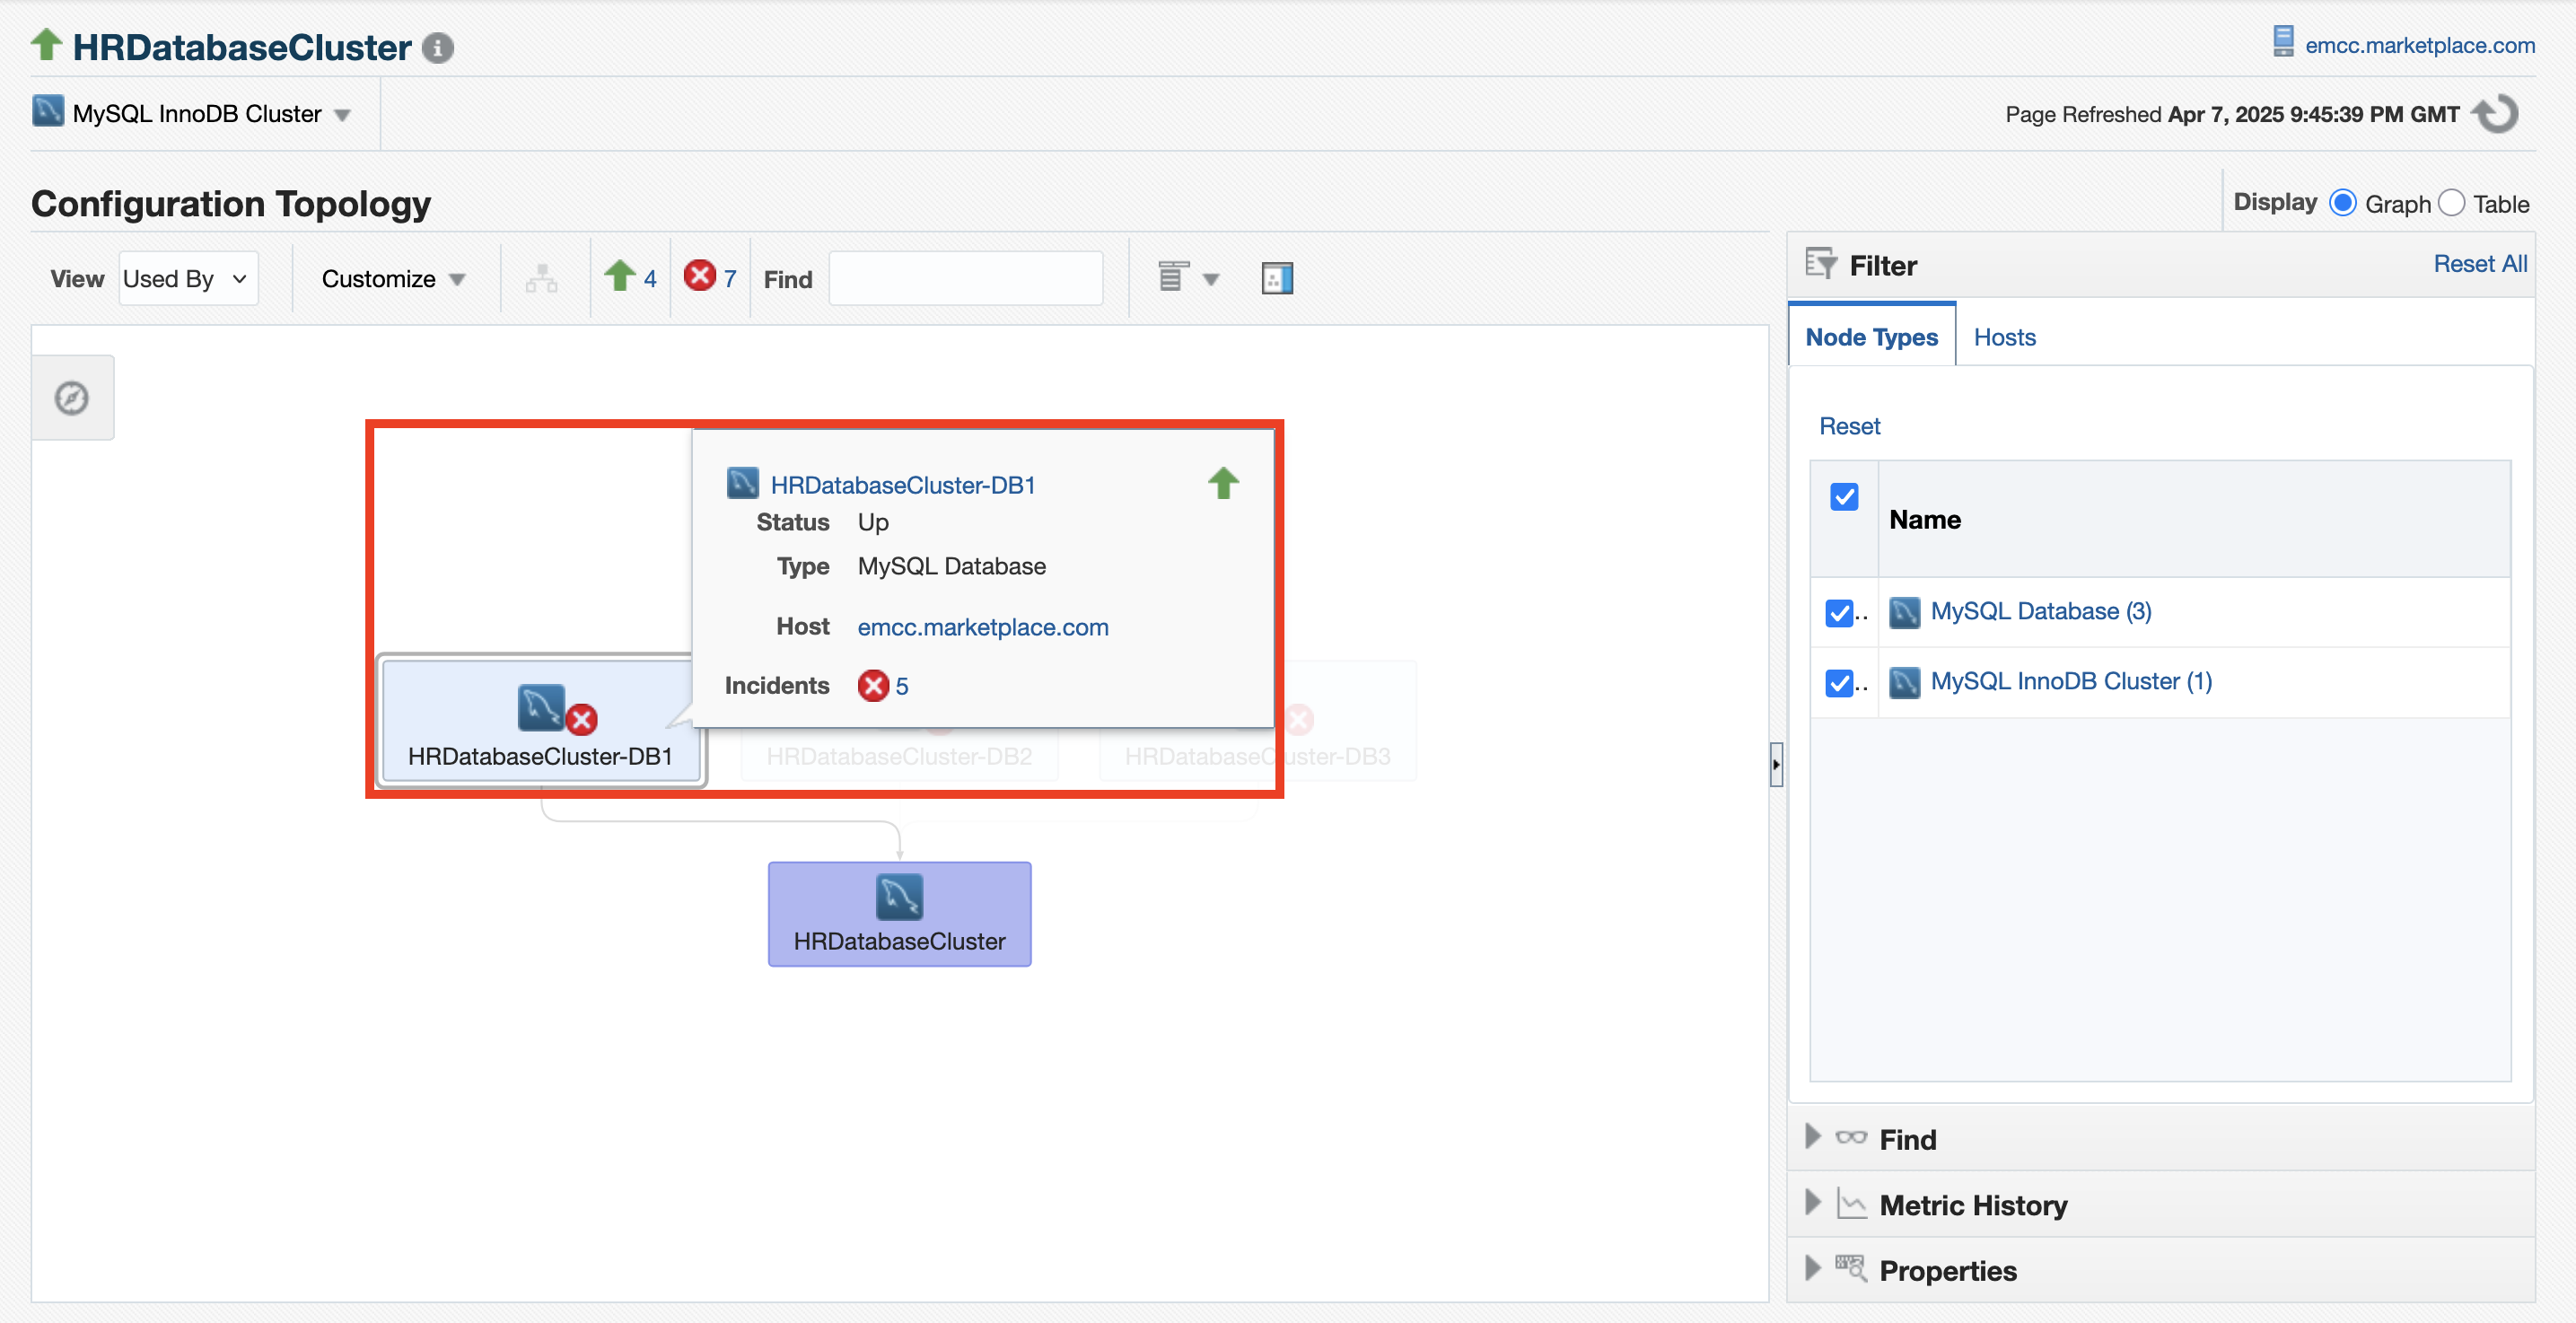 HRDatabaseCluster
emcc.marketplace.com
MySQL InnoDB Cluster
Page Refreshed Apr 7, 2025 9:45:39 PM GMT
Configuration Topology
Display Graph Table
View Used By Customize 4 7 Find
Filter Reset All
Node Types Hosts
Reset
Name
MySQL Database (3)
MySQL InnoDB Cluster (1)
HRDatabaseCluster-DB1
Status Up
Type MySQL Database
Host emcc.marketplace.com
Incidents 5
HRDatabaseCluster-DB1
HRDatabaseCluster-DB2
HRDatabaseCluster-DB3
HRDatabaseCluster
Find
Metric History
Properties